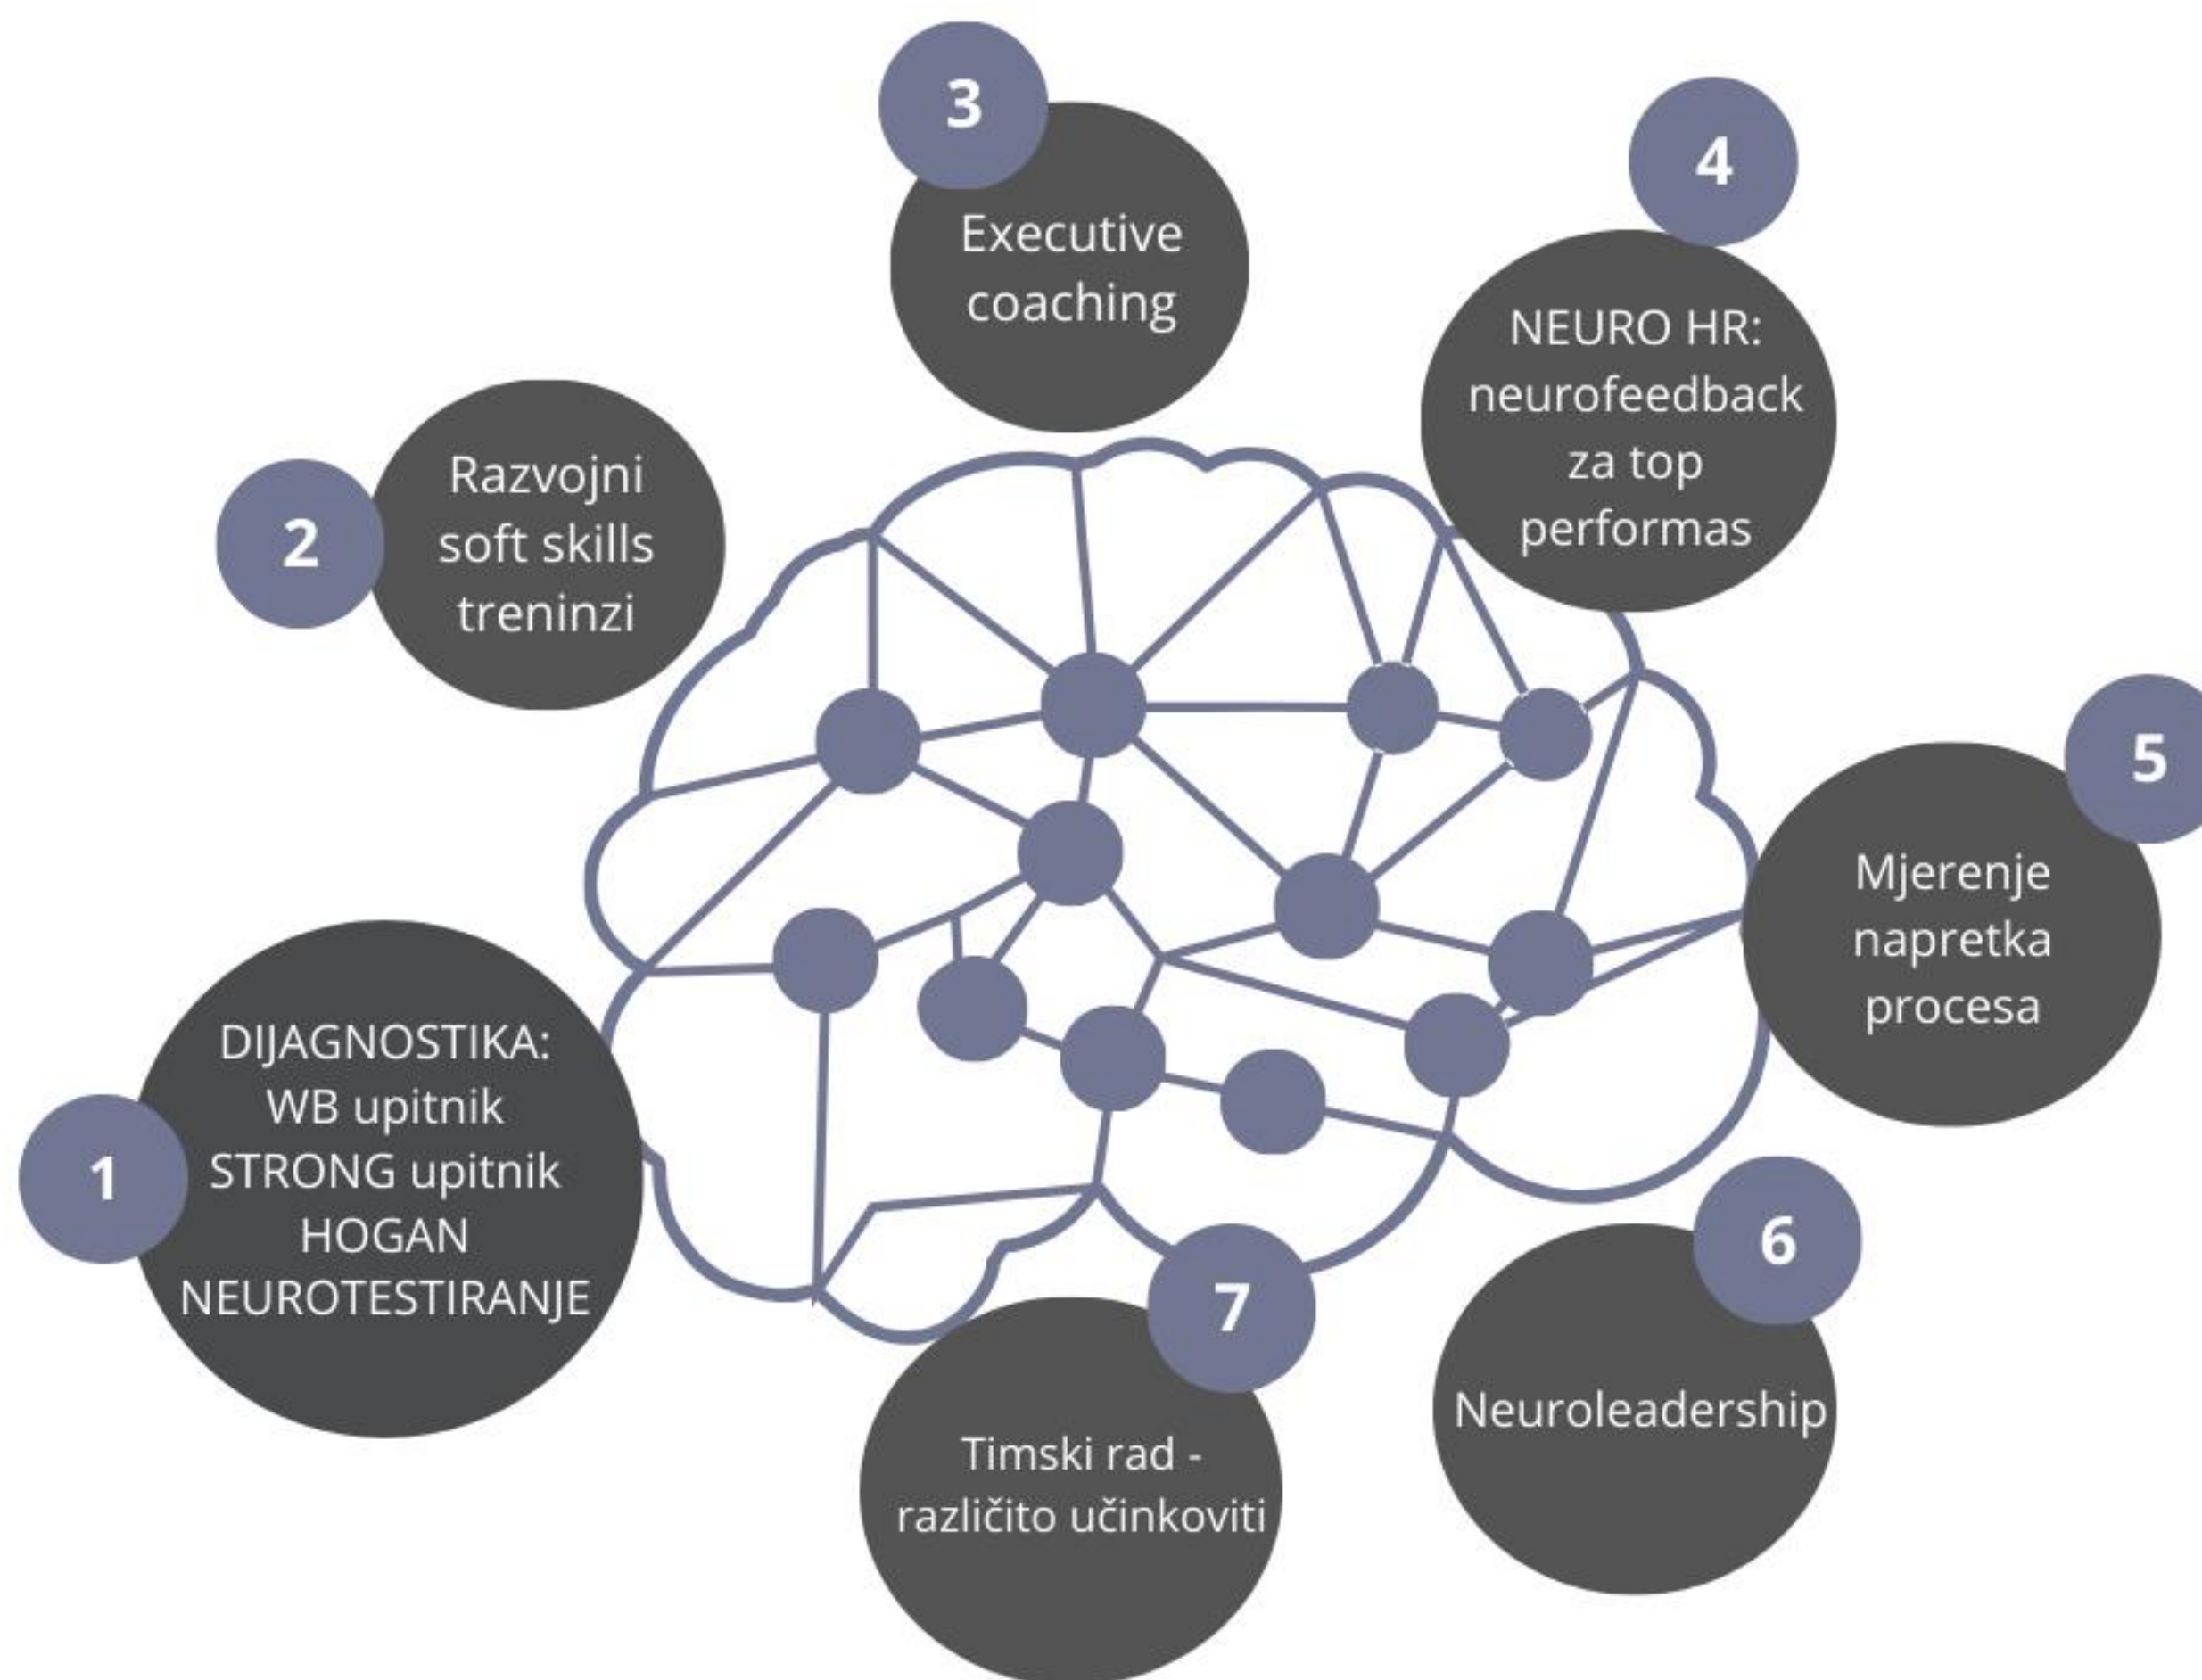 1
DIJAGNOSTIKA:
WB upitnik
STRONG upitnik
HOGAN
NEUROTESTIRANJE
2
Razvojni
soft skills
treninzi
3
Executive
coaching
4
NEURO HR:
neurofeedback
za top
performas
5
Mjerenje
napretka
procesa
6
Neuroleadership
7
Timski rad -
različito učinkoviti